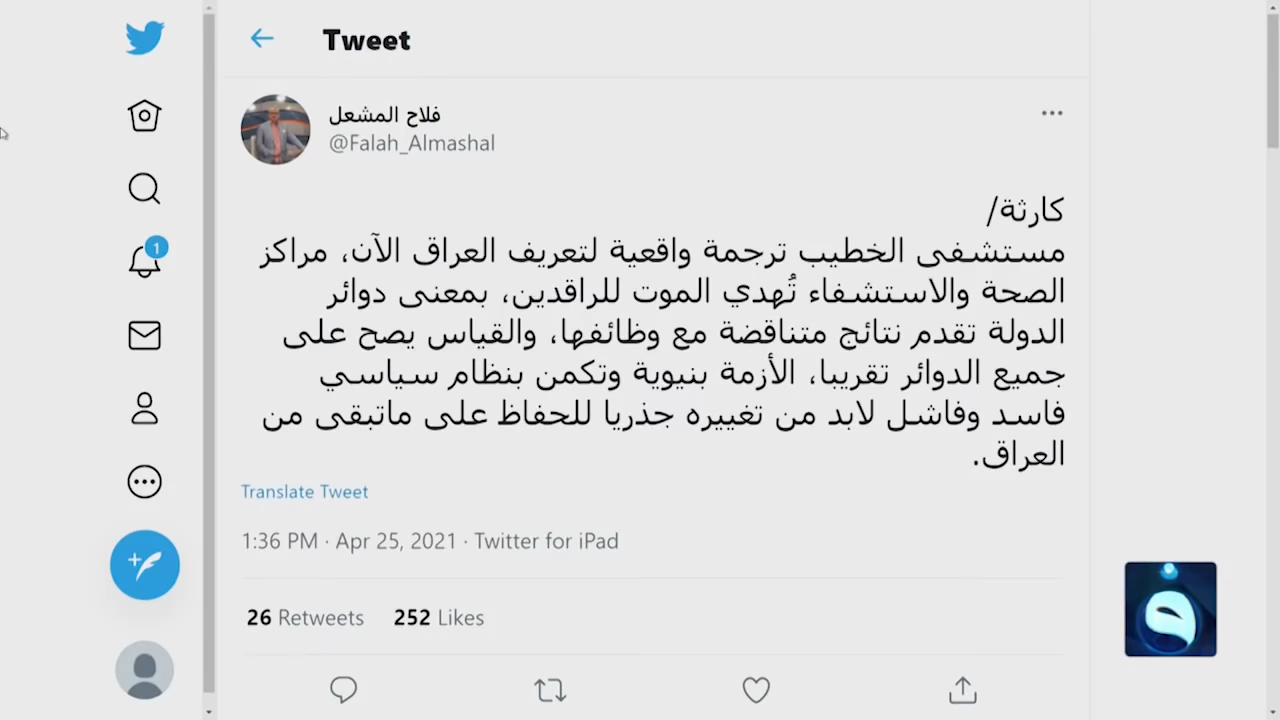 Tweet
فلاح المشعل
@Falah_Almashal
كارثة/
مستشفى الخطيب ترجمة واقعية لتعريف العراق الآن، مراكز
الصحة والاستشفاء تُهدي الموت للراقدين، بمعنى دوائر
الدولة تقدم نتائج متناقضة مع وظائفها، والقياس يصح على
جميع الدوائر تقريبا، الأزمة بنيوية وتكمن بنظام سياسي
فاسد وفاشل لابد من تغييره جذريا للحفاظ على ماتبقى من
العراق.
Translate Tweet
1:36 PM · Apr 25, 2021 · Twitter for iPad
26 Retweets 252 Likes
1